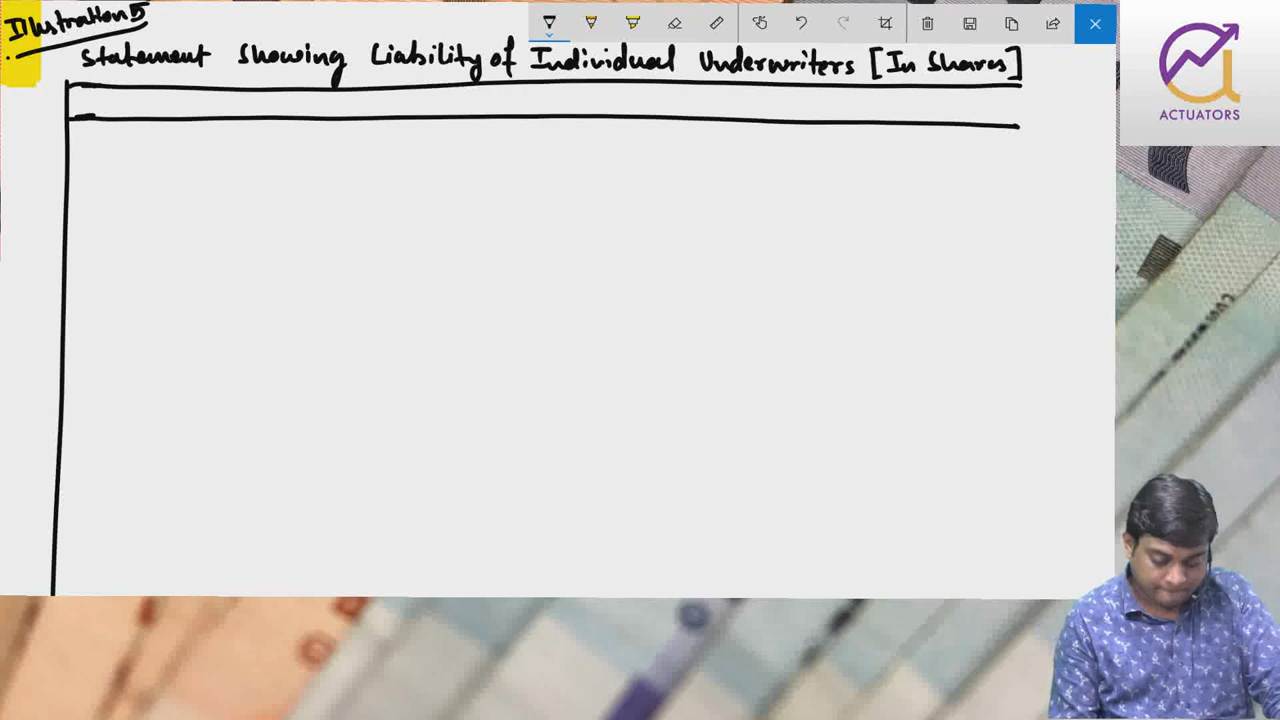 Illustration 5
Statement Showing Liability of Individual Underwriters [In Shares]
ACTUATORS